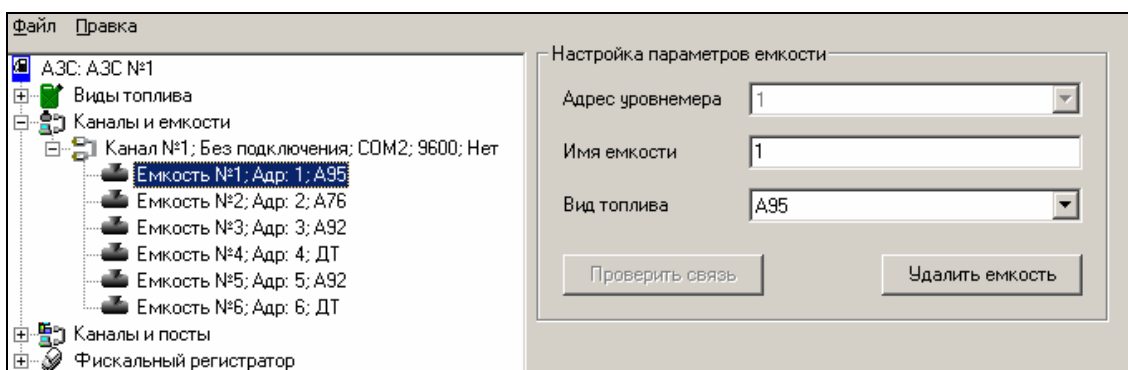 Файл Правка
АЗС: АЗС №1
Виды топлива
Каналы и емкости
Канал №1; Без подключения; COM2; 9600; Нет
Емкость №1; Адр: 1; А95
Емкость №2; Адр: 2; А76
Емкость №3; Адр: 3; А92
Емкость №4; Адр: 4; ДТ
Емкость №5; Адр: 5; А92
Емкость №6; Адр: 6; ДТ
Каналы и посты
Фискальный регистратор
Настройка параметров емкости
Адрес уровнемера 1
Имя емкости 1
Вид топлива А95
Проверить связь Удалить емкость